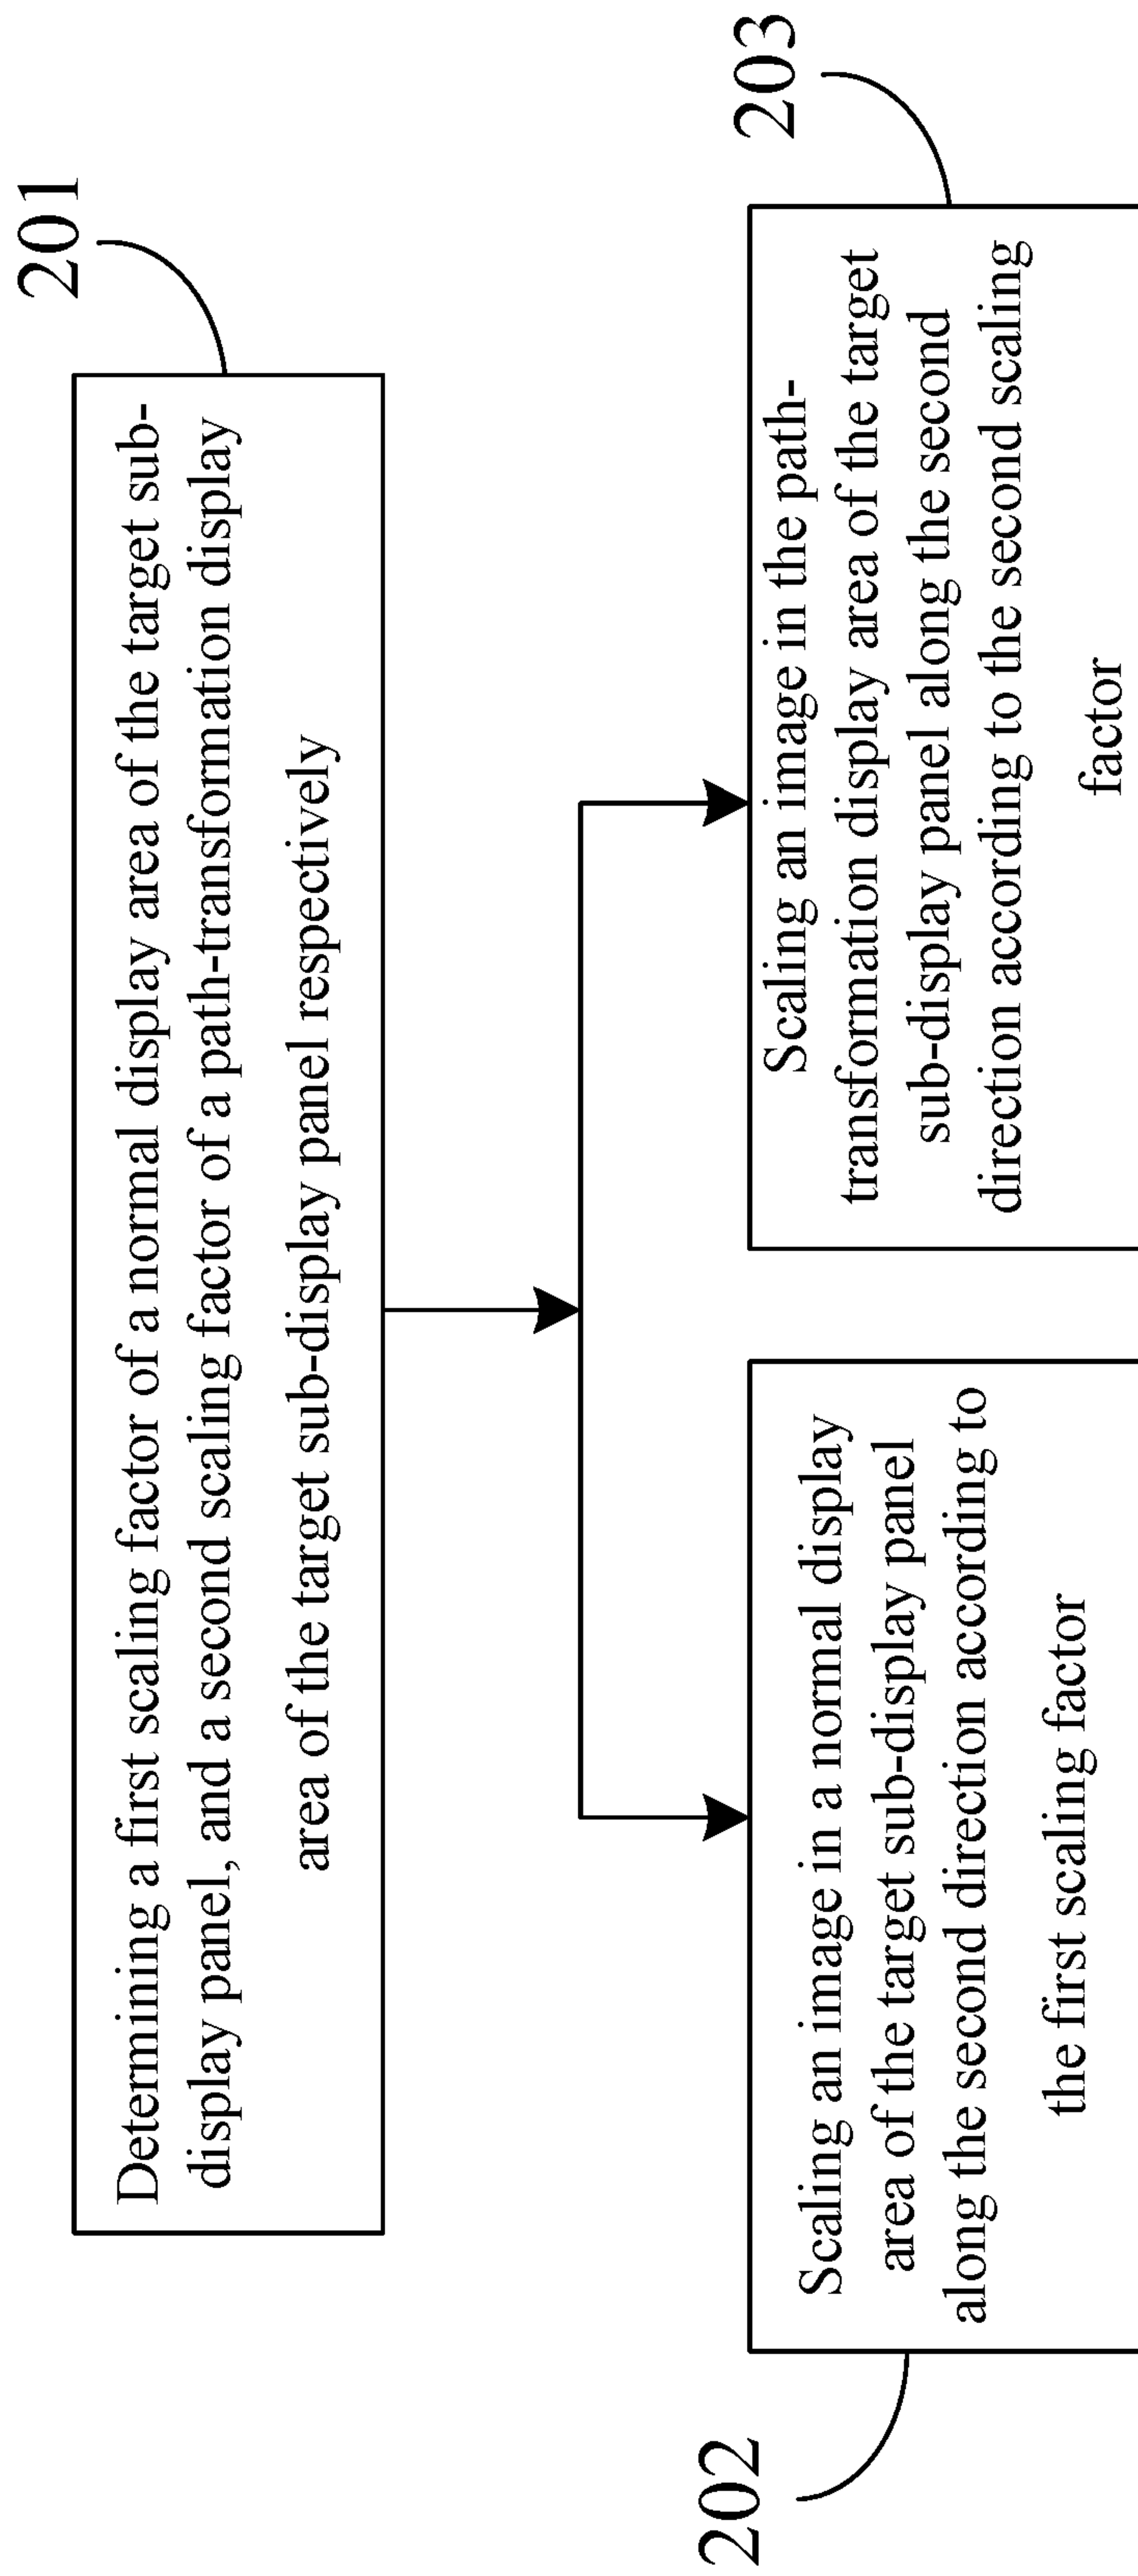 201
Determining a first scaling factor of a normal display area of the target sub-
display panel, and a second scaling factor of a path-transformation display
area of the target sub-display panel respectively
202
Scaling an image in a normal display
area of the target sub-display panel
along the second direction according to
the first scaling factor
203
Scaling an image in the path-
transformation display area of the target
sub-display panel along the second
direction according to the second scaling
factor